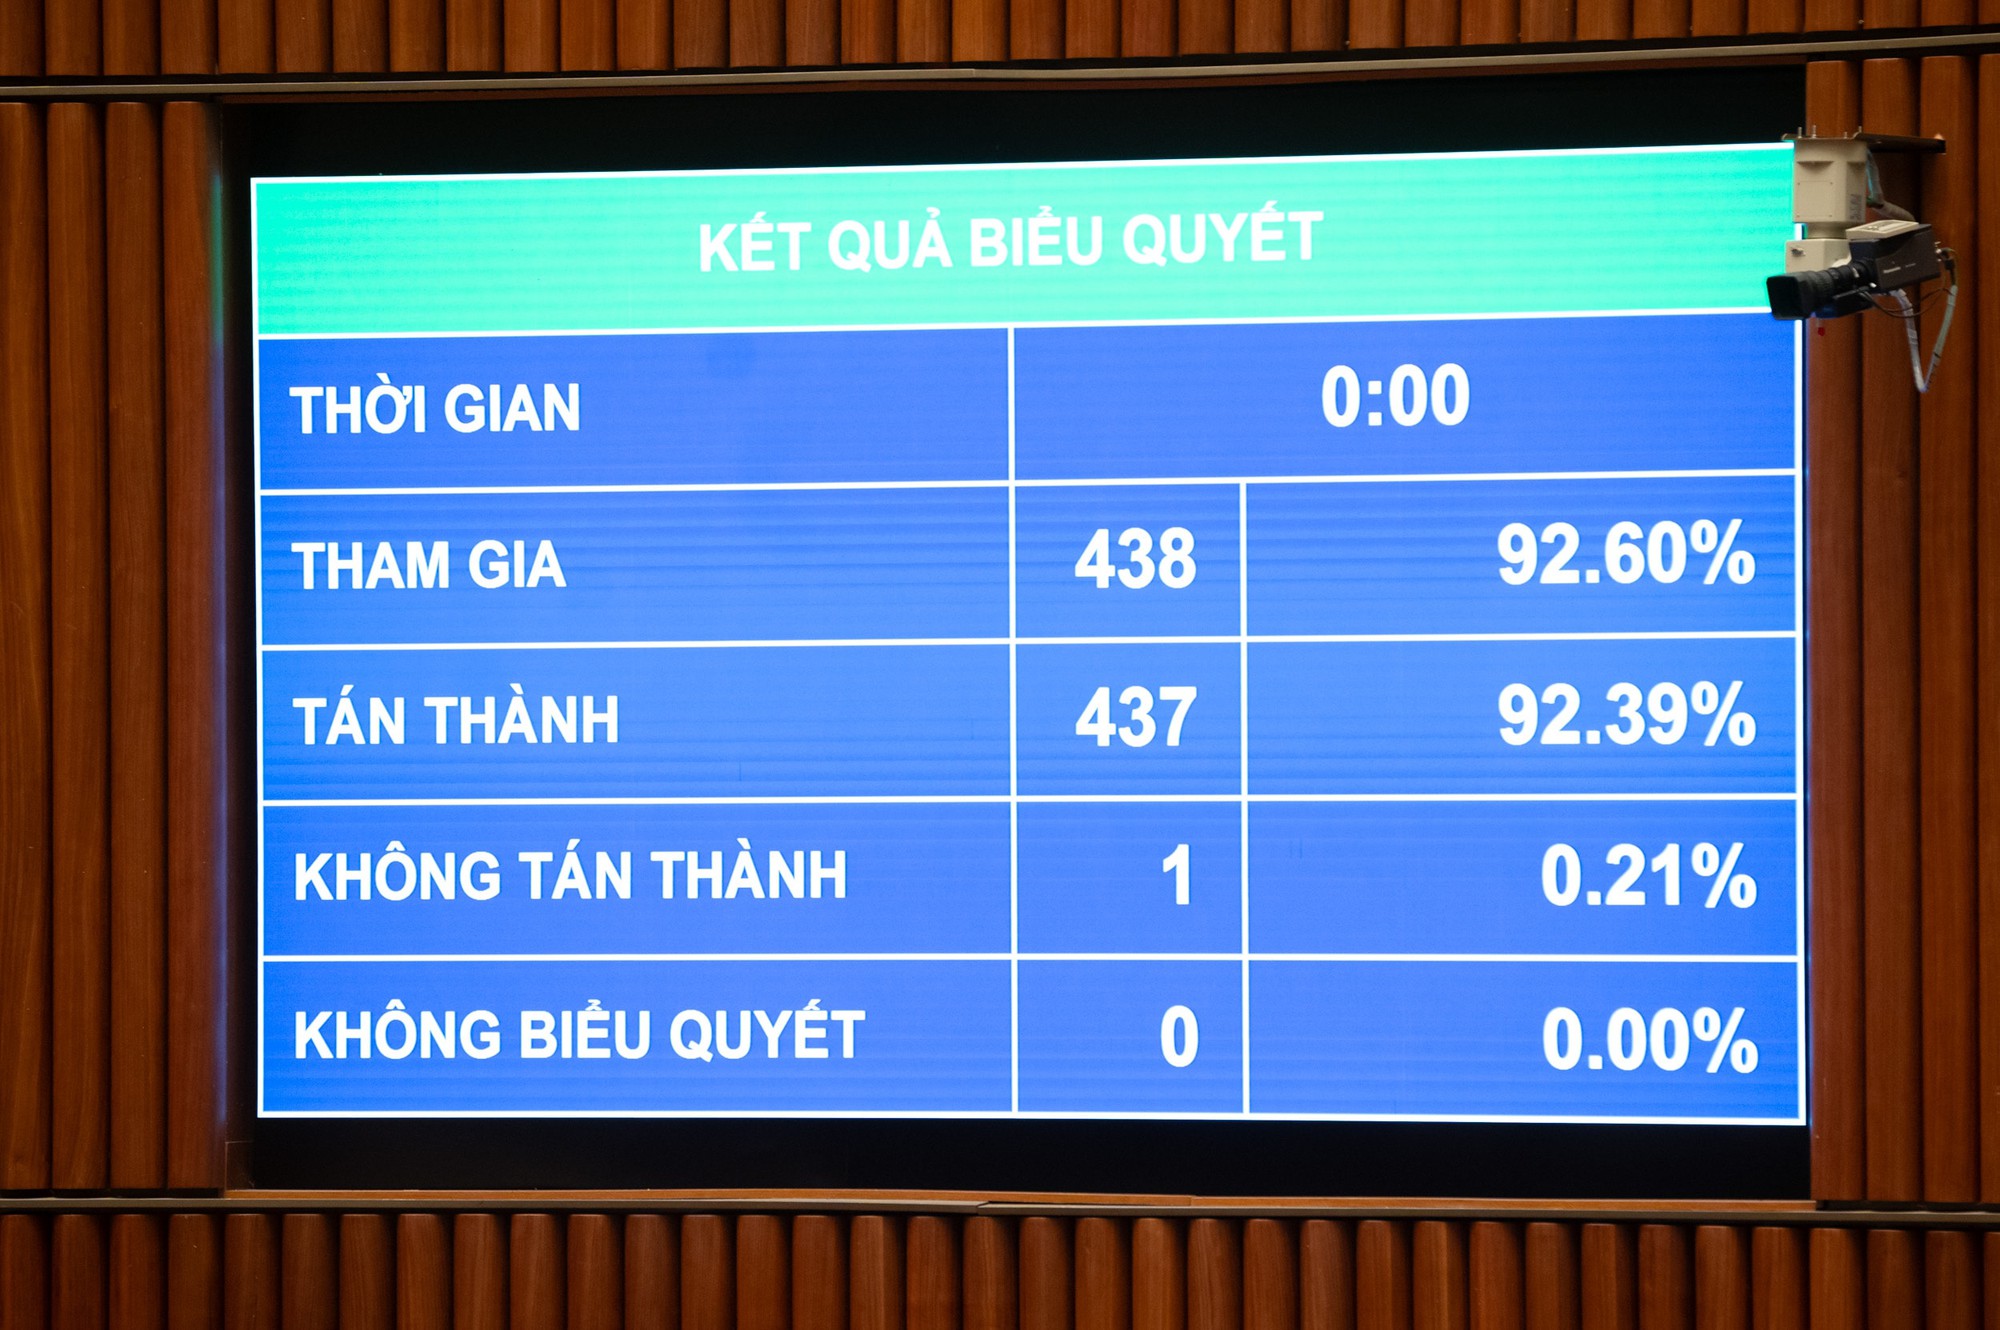 KẾT QUẢ BIỂU QUYẾT
THỜI GIAN 0:00
THAM GIA 438 92.60%
TÁN THÀNH 437 92.39%
KHÔNG TÁN THÀNH 1 0.21%
KHÔNG BIỂU QUYẾT 0 0.00%